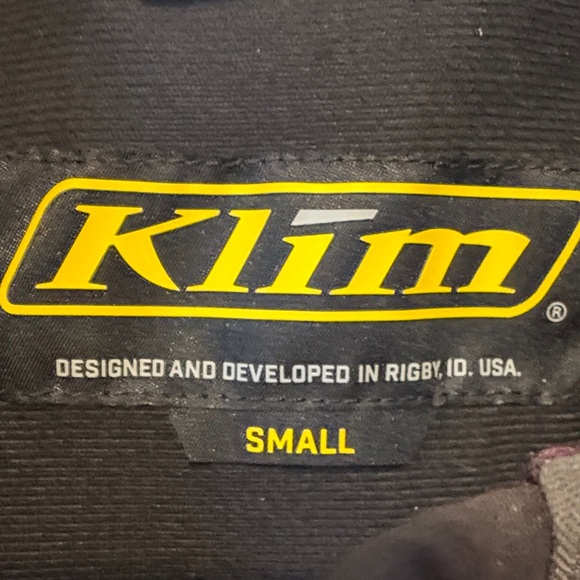 Klim
®
DESIGNED AND DEVELOPED IN RIGBY, ID. USA.
SMALL